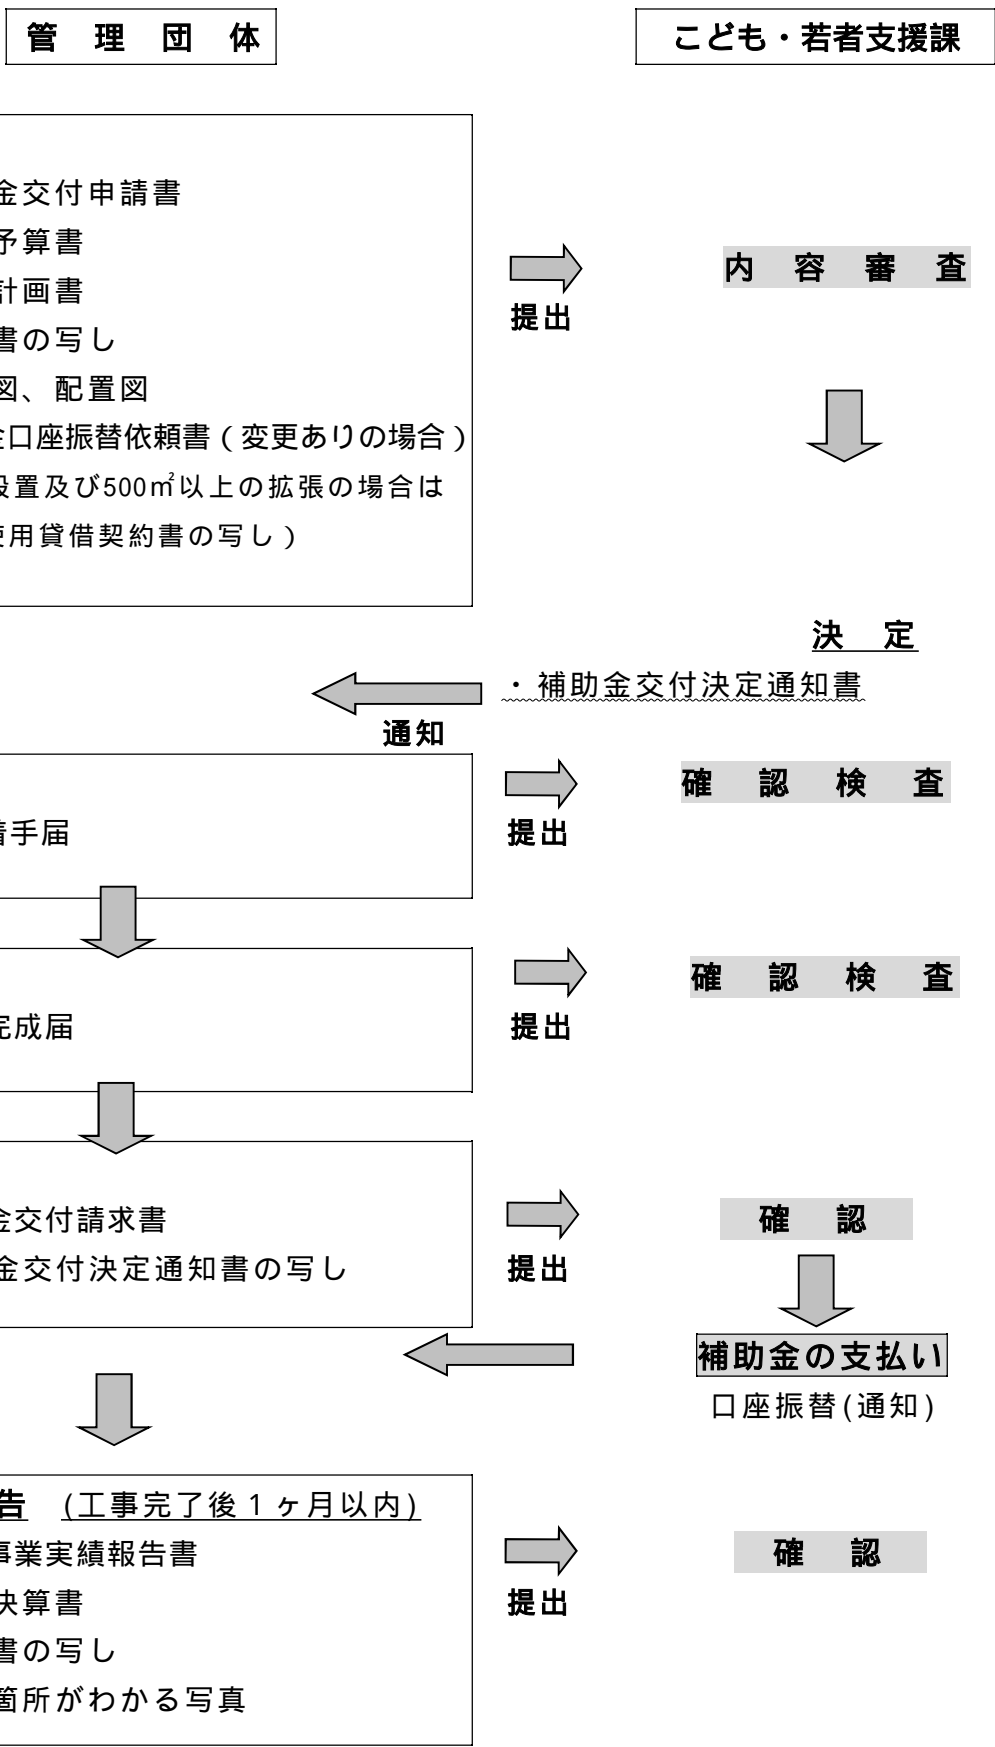 管理団体
こども・若者支援課
金交付申請書
予算書
計画書
書の写し
図、配置図
金口座振替依頼書（変更ありの場合）
設置及び500㎡以上の拡張の場合は
使用貸借契約書の写し）
提出
内容審査
決定
・補助金交付決定通知書
通知
着手届
提出
確認検査
完成届
提出
確認検査
金交付請求書
金交付決定通知書の写し
提出
確認
補助金の支払い
口座振替(通知)
告 (工事完了後１ヶ月以内)
事業実績報告書
決算書
書の写し
箇所がわかる写真
提出
確認